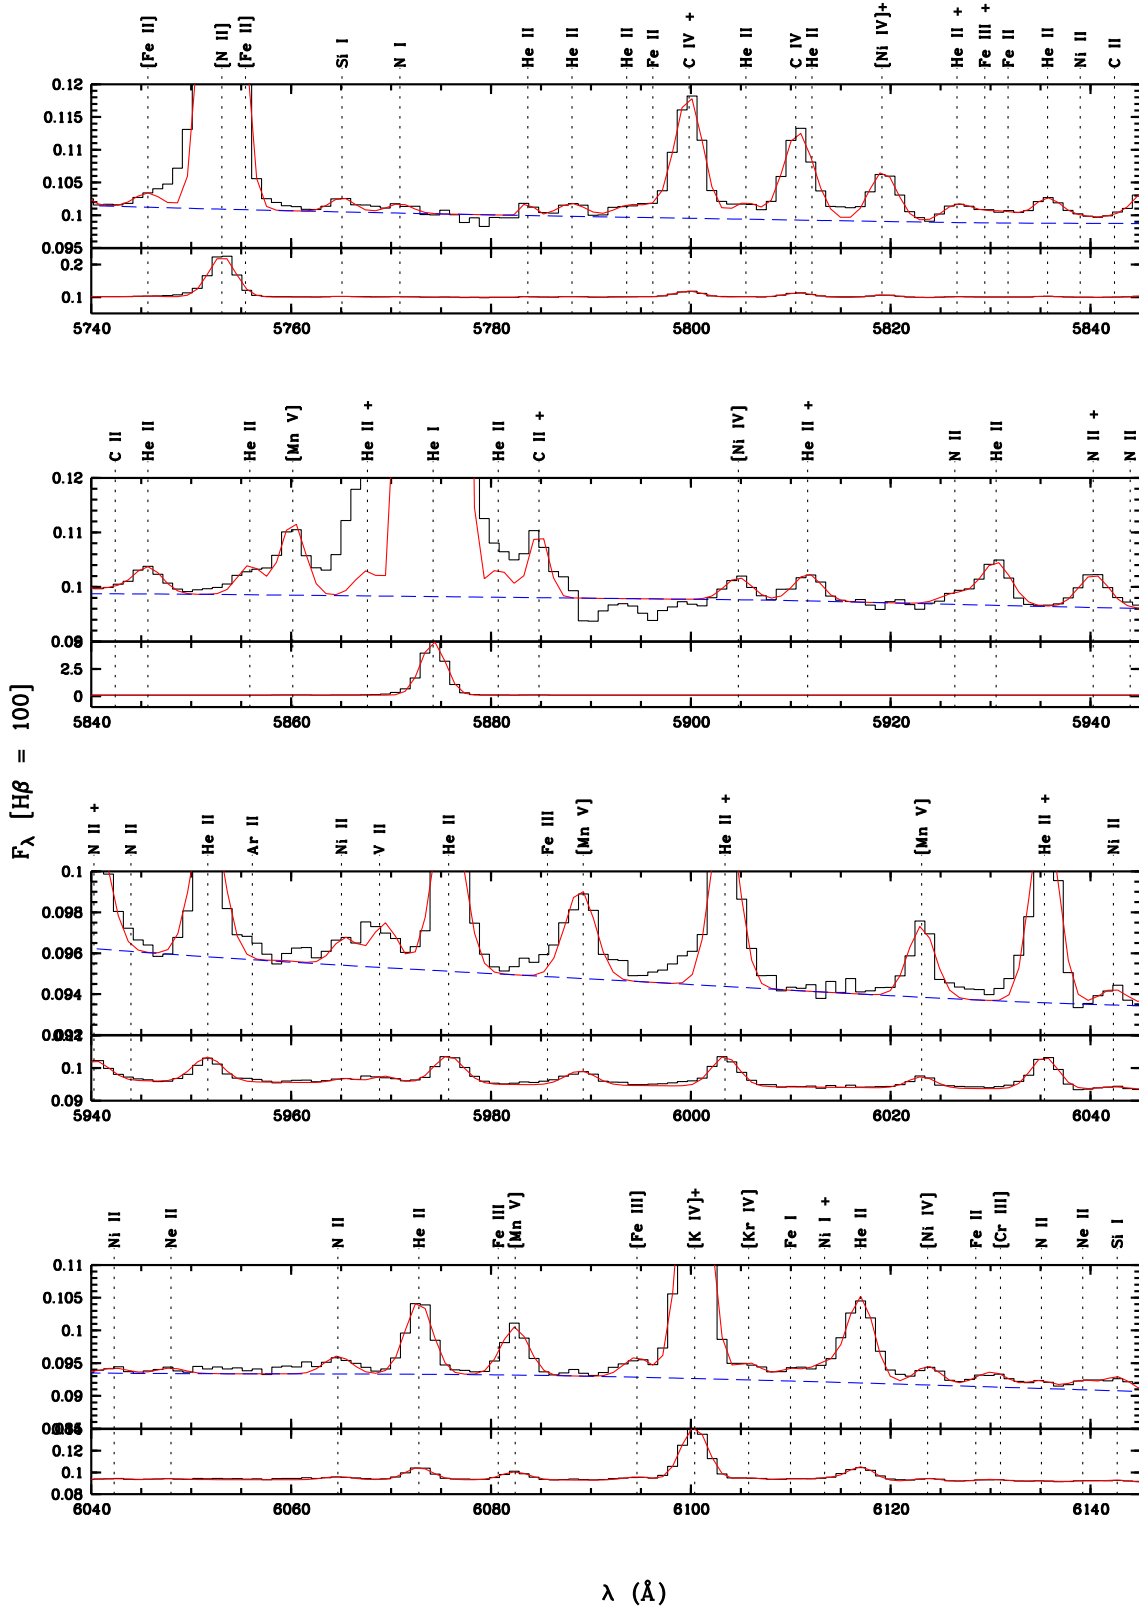 [Fe II] [N II] [Fe II] Si I N I He II He II He II Fe II C IV + He II C IV He II [Ni IV]+ He II + Fe III + Fe II He II Ni II C II
0.12
0.115
0.11
0.105
0.1
0.095
0.2
0.1
5740 5760 5780 5800 5820 5840
C II He II He II [Mn V] He II + He I He II C II + [Ni IV] He II + N II He II N II + N II
0.12
0.11
0.1
0.09
2.5
0
5840 5860 5880 5900 5920 5940
N II + N II He II Ar II Ni II V II He II Fe III [Mn V] He II + [Mn V] He II + Ni II
0.1
0.098
0.096
0.094
0.092
0.1
0.09
5940 5960 5980 6000 6020 6040
Ni II Ne II N II He II Fe III [Mn V] [Fe III] [K IV]+ [Kr IV] Fe I Ni I + He II [Ni IV] Fe II [Cr III] N II Ne II Si I
0.11
0.105
0.1
0.095
0.09
0.12
0.1
0.08
6040 6060 6080 6100 6120 6140
Fλ [Hβ = 100]
λ (Å)